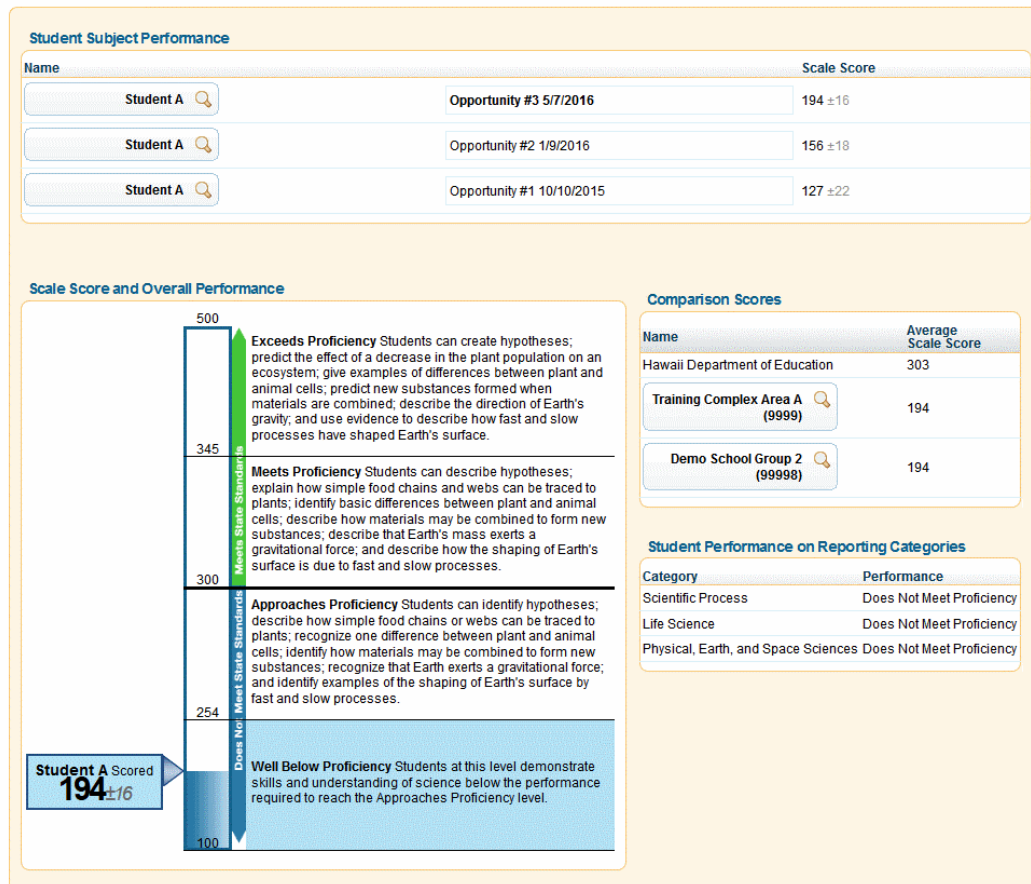 Student Subject Performance
Name Scale Score
Student A Opportunity #3 5/7/2016 194 ±16
Student A Opportunity #2 1/9/2016 156 ±18
Student A Opportunity #1 10/10/2015 127 ±22
Scale Score and Overall Performance
500
Exceeds Proficiency Students can create hypotheses;
predict the effect of a decrease in the plant population on an
ecosystem; give examples of differences between plant and
animal cells; predict new substances formed when
materials are combined; describe the direction of Earth's
gravity; and use evidence to describe how fast and slow
processes have shaped Earth's surface.
345
Meets Proficiency Students can describe hypotheses;
explain how simple food chains and webs can be traced to
plants; identify basic differences between plant and animal
cells; describe how materials may be combined to form new
substances; describe that Earth's mass exerts a
gravitational force; and describe how the shaping of Earth's
surface is due to fast and slow processes.
Meets State Standards
300
Approaches Proficiency Students can identify hypotheses;
describe how simple food chains or webs can be traced to
plants; recognize one difference between plant and animal
cells; identify how materials may be combined to form new
substances; recognize that Earth exerts a gravitational force;
and identify examples of the shaping of Earth's surface by
fast and slow processes.
Does Not Meet State Standards
254
Well Below Proficiency Students at this level demonstrate
skills and understanding of science below the performance
required to reach the Approaches Proficiency level.
Student A Scored
194±16
100
Comparison Scores
Name Average
Scale Score
Hawaii Department of Education 303
Training Complex Area A
(9999) 194
Demo School Group 2
(99998) 194
Student Performance on Reporting Categories
Category Performance
Scientific Process Does Not Meet Proficiency
Life Science Does Not Meet Proficiency
Physical, Earth, and Space Sciences Does Not Meet Proficiency